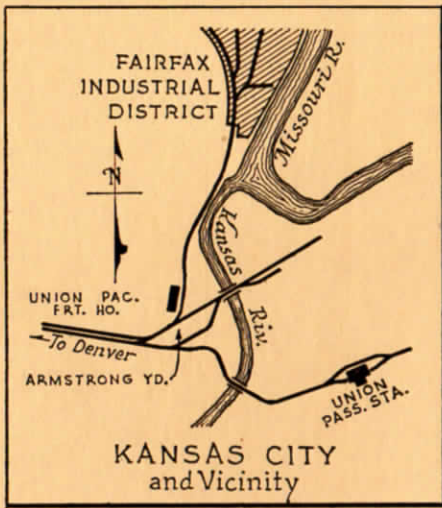 FAIRFAX
INDUSTRIAL
DISTRICT
Missouri R.
N
Kansas
Riv.
UNION PAC.
FRT. HO.
To Denver
ARMSTRONG YD.
UNION
PASS. STA.
KANSAS CITY
and Vicinity